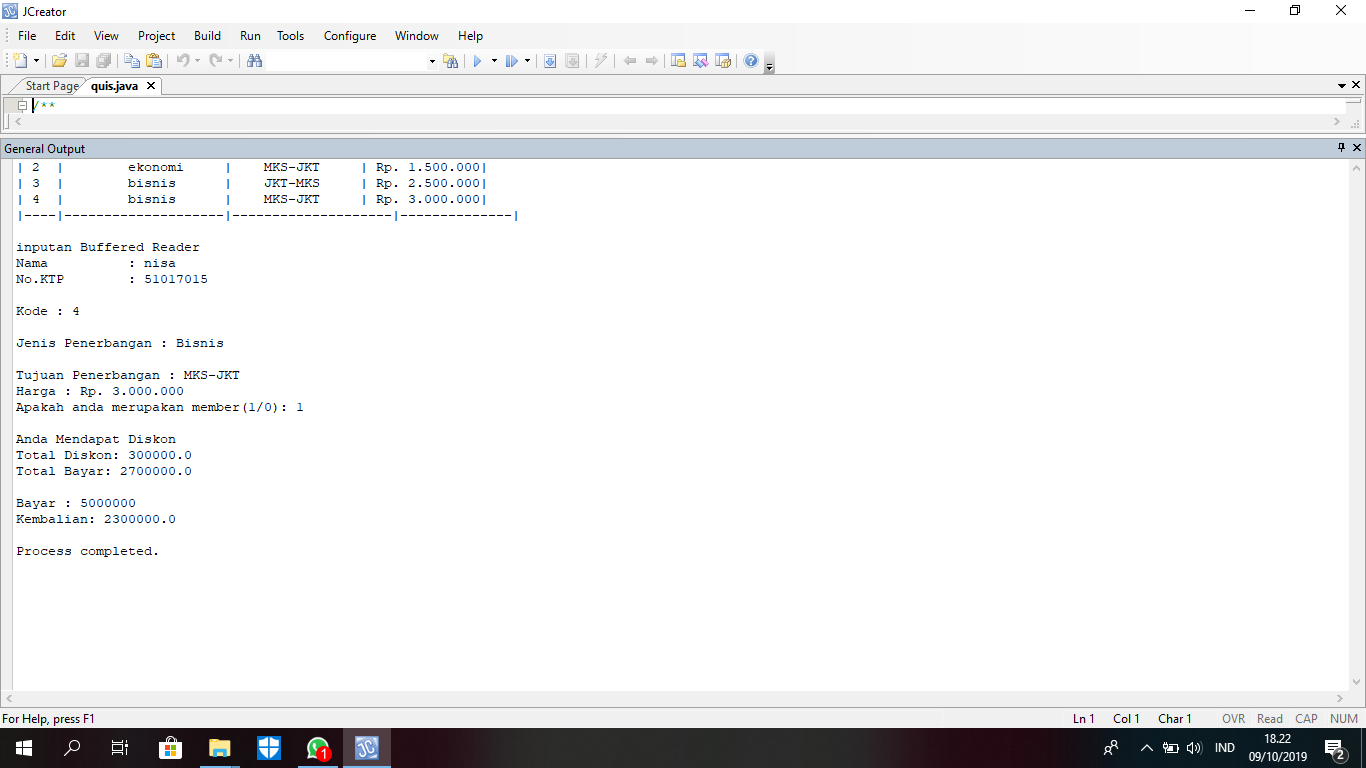 JCreator
File Edit View Project Build Run Tools Configure Window Help
Start Page quis.java
/**
General Output
| 2 | ekonomi | MKS-JKT | Rp. 1.500.000|
| 3 | bisnis | JKT-MKS | Rp. 2.500.000|
| 4 | bisnis | MKS-JKT | Rp. 3.000.000|
|----|--------------------|--------------------|--------------|
inputan Buffered Reader
Nama : nisa
No.KTP : 51017015
Kode : 4
Jenis Penerbangan : Bisnis
Tujuan Penerbangan : MKS-JKT
Harga : Rp. 3.000.000
Apakah anda merupakan member(1/0): 1
Anda Mendapat Diskon
Total Diskon: 300000.0
Total Bayar: 2700000.0
Bayar : 5000000
Kembalian: 2300000.0
Process completed.
For Help, press F1 Ln 1 Col 1 Char 1 OVR Read CAP NUM
1 JC IND 18.22
09/10/2019 2